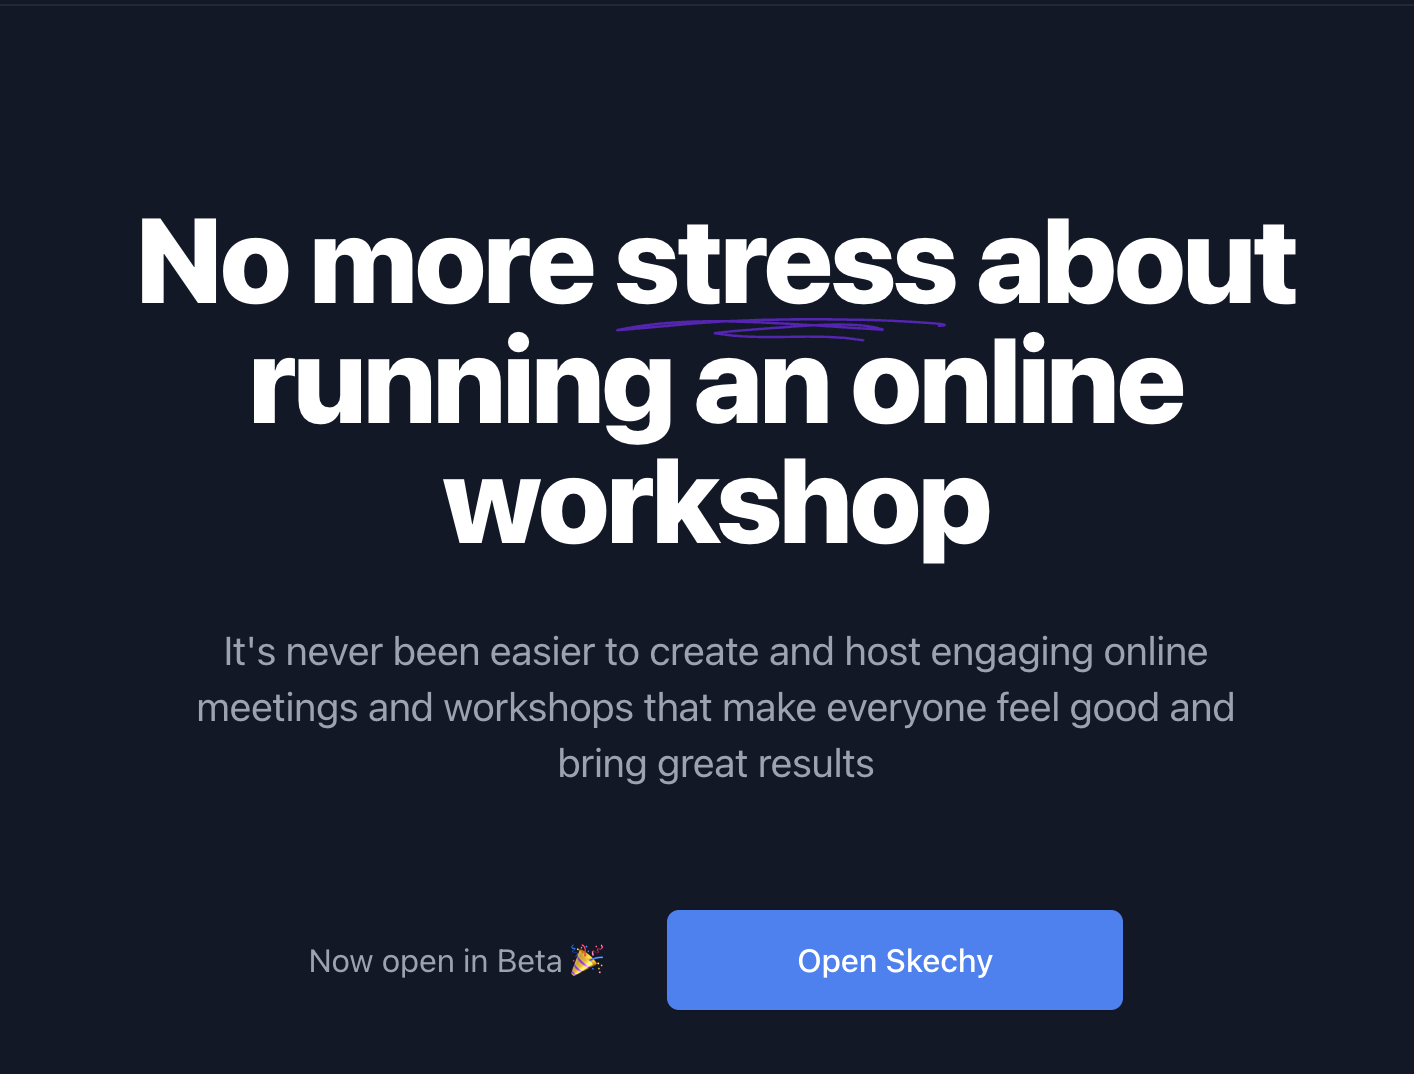 No more stress about
running an online
workshop
It's never been easier to create and host engaging online
meetings and workshops that make everyone feel good and
bring great results
Now open in Beta 🎉
Open Skechy